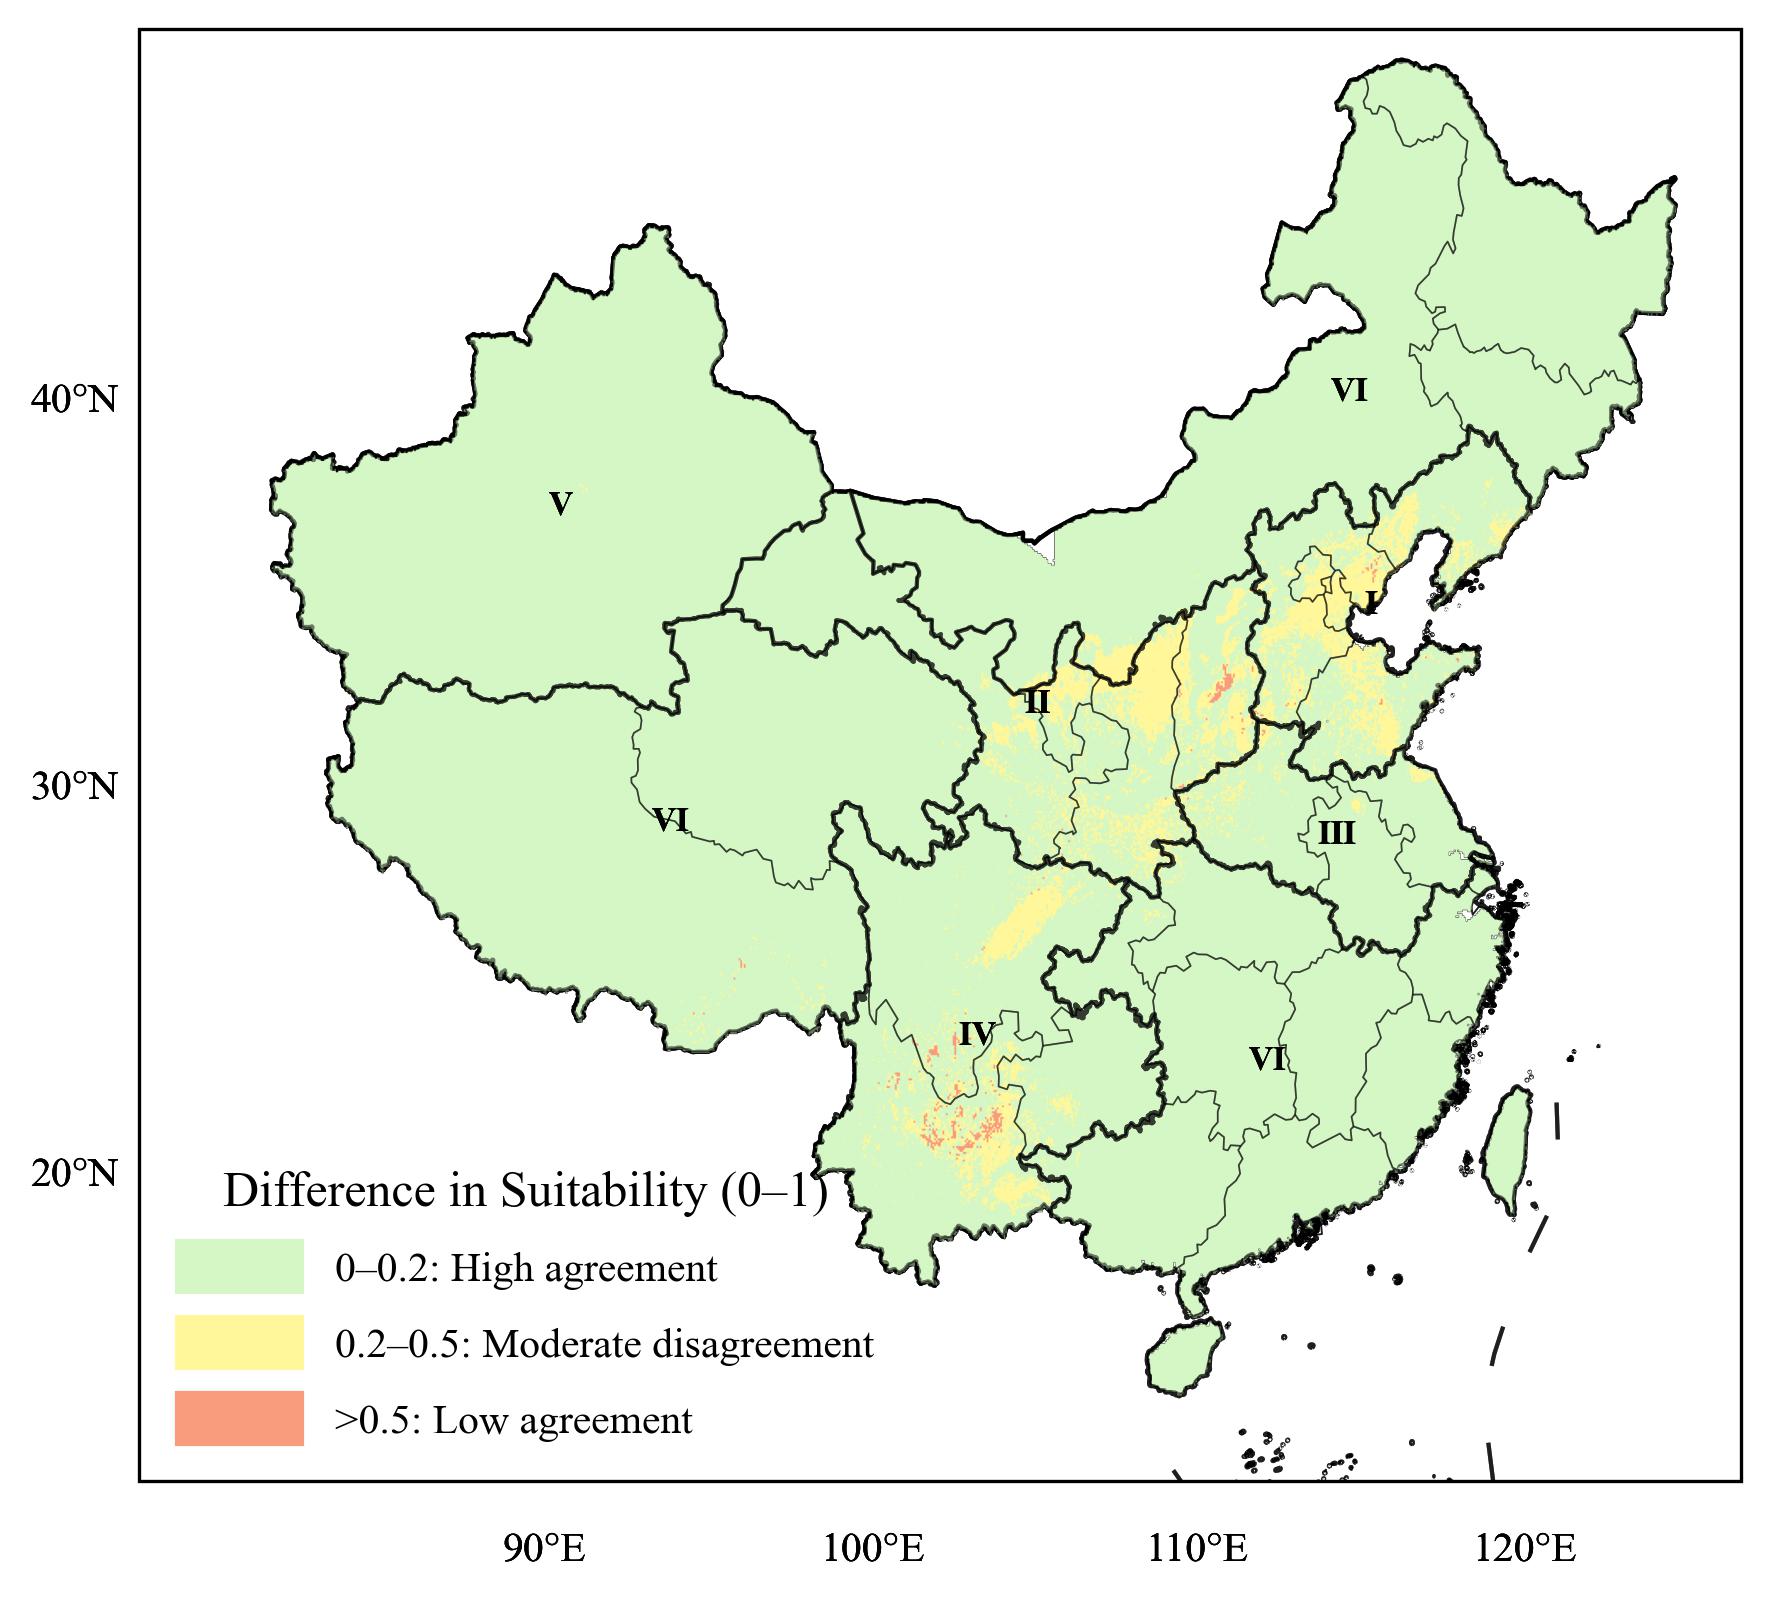 40°N
VI
V
I
II
30°N
VI
III
IV
VI
20°N
Difference in Suitability (0–1)
0–0.2: High agreement
0.2–0.5: Moderate disagreement
>0.5: Low agreement
90°E 100°E 110°E 120°E